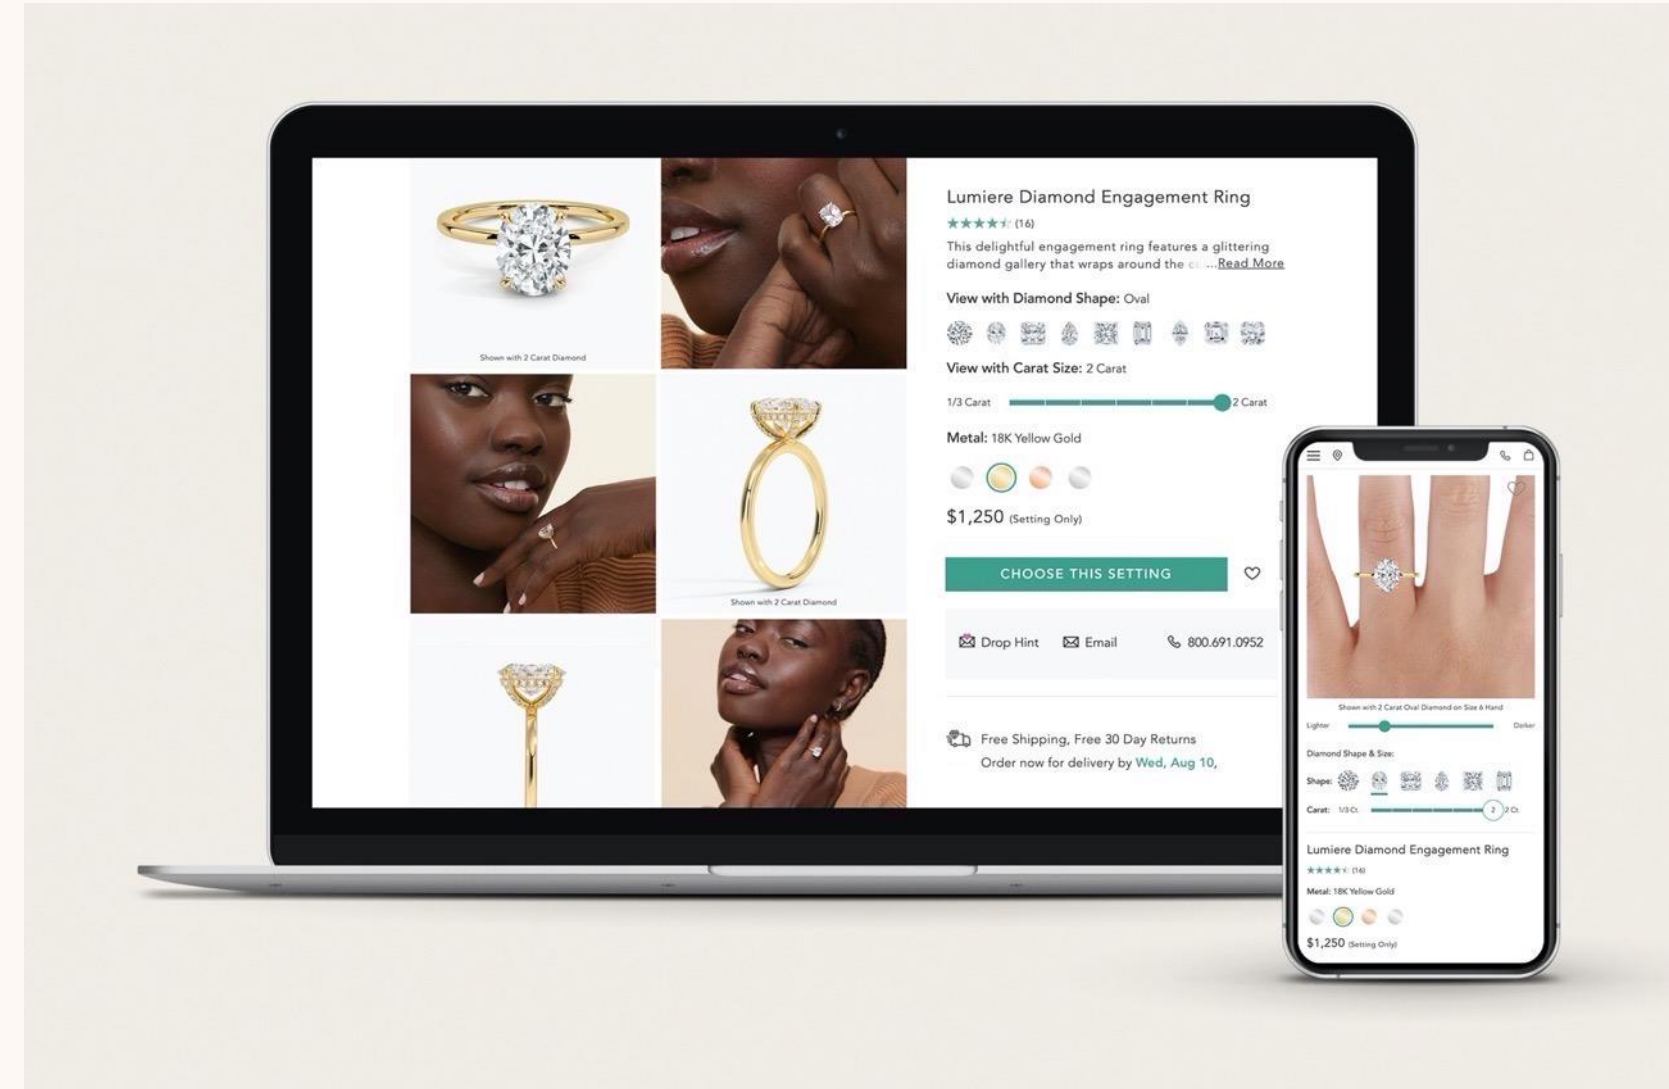 Shown with 2 Carat Diamond
Shown with 2 Carat Diamond
Lumiere Diamond Engagement Ring
(16)
This delightful engagement ring features a glittering
diamond gallery that wraps around the ...Read More
View with Diamond Shape: Oval
View with Carat Size: 2 Carat
1/3 Carat 2 Carat
Metal: 18K Yellow Gold
$1,250 (Setting Only)
CHOOSE THIS SETTING
Drop Hint Email 800.691.0952
Free Shipping, Free 30 Day Returns
Order now for delivery by Wed, Aug 10,
Shown with 2 Carat Oval Diamond on Size 6 Hand
Lighter Darker
Diamond Shape & Size:
Shape:
Carat: 1/3 Ct. 2 2 Ct.
Lumiere Diamond Engagement Ring
(16)
Metal: 18K Yellow Gold
$1,250 (Setting Only)